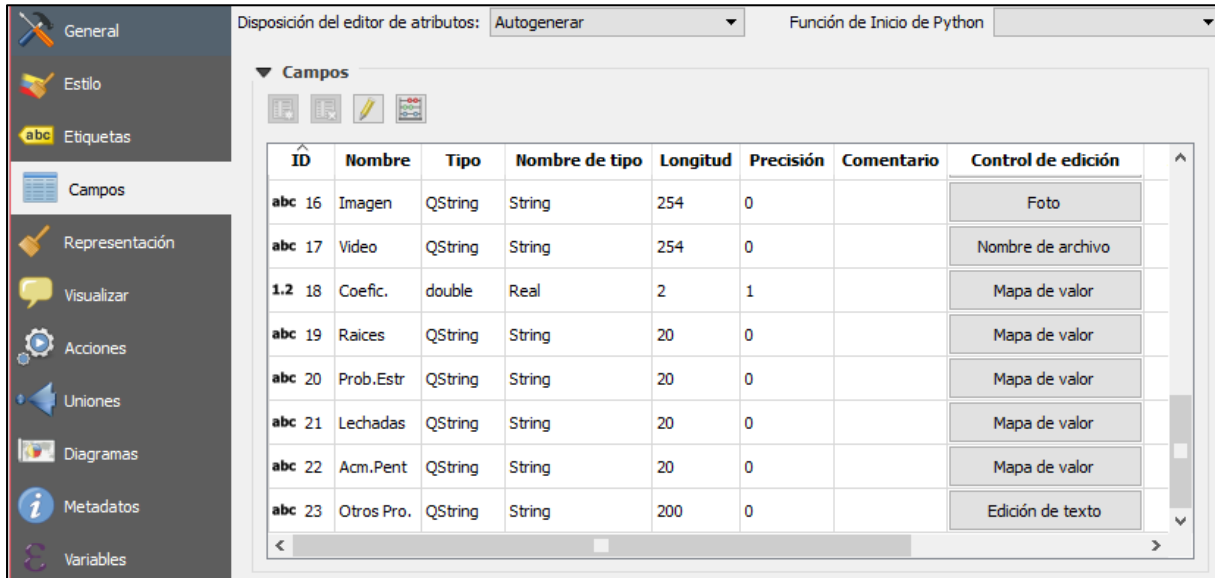 Disposición del editor de atributos: Autogenerar Función de Inicio de Python
General
Estilo
abc Etiquetas
Campos
Representación
Visualizar
Acciones
Uniones
Diagramas
Metadatos
Variables
Campos
ID Nombre Tipo Nombre de tipo Longitud Precisión Comentario Control de edición
abc 16 Imagen QString String 254 0 Foto
abc 17 Video QString String 254 0 Nombre de archivo
1.2 18 Coefic. double Real 2 1 Mapa de valor
abc 19 Raices QString String 20 0 Mapa de valor
abc 20 Prob.Estr QString String 20 0 Mapa de valor
abc 21 Lechadas QString String 20 0 Mapa de valor
abc 22 Acm.Pent QString String 20 0 Mapa de valor
abc 23 Otros Pro. QString String 200 0 Edición de texto